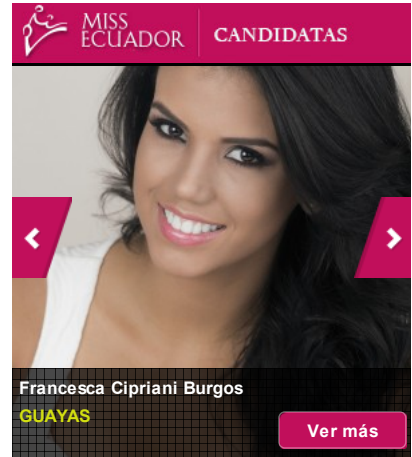 MISS
ECUADOR
CANDIDATAS
Francesca Cipriani Burgos
GUAYAS
Ver más